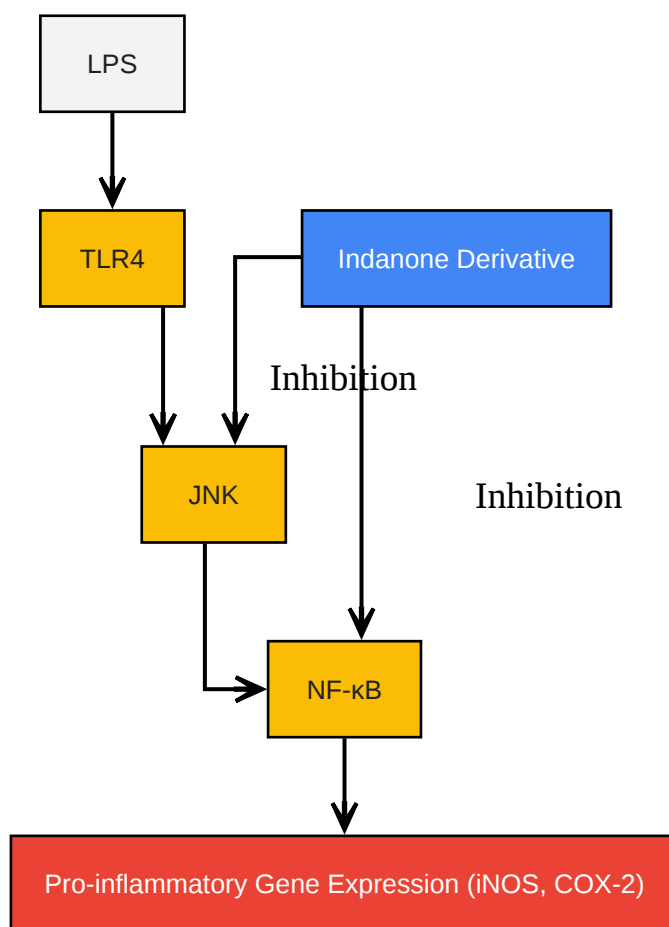 LPS
TLR4
Indanone Derivative
Inhibition
JNK
Inhibition
NF-κB
Pro-inflammatory Gene Expression (iNOS, COX-2)